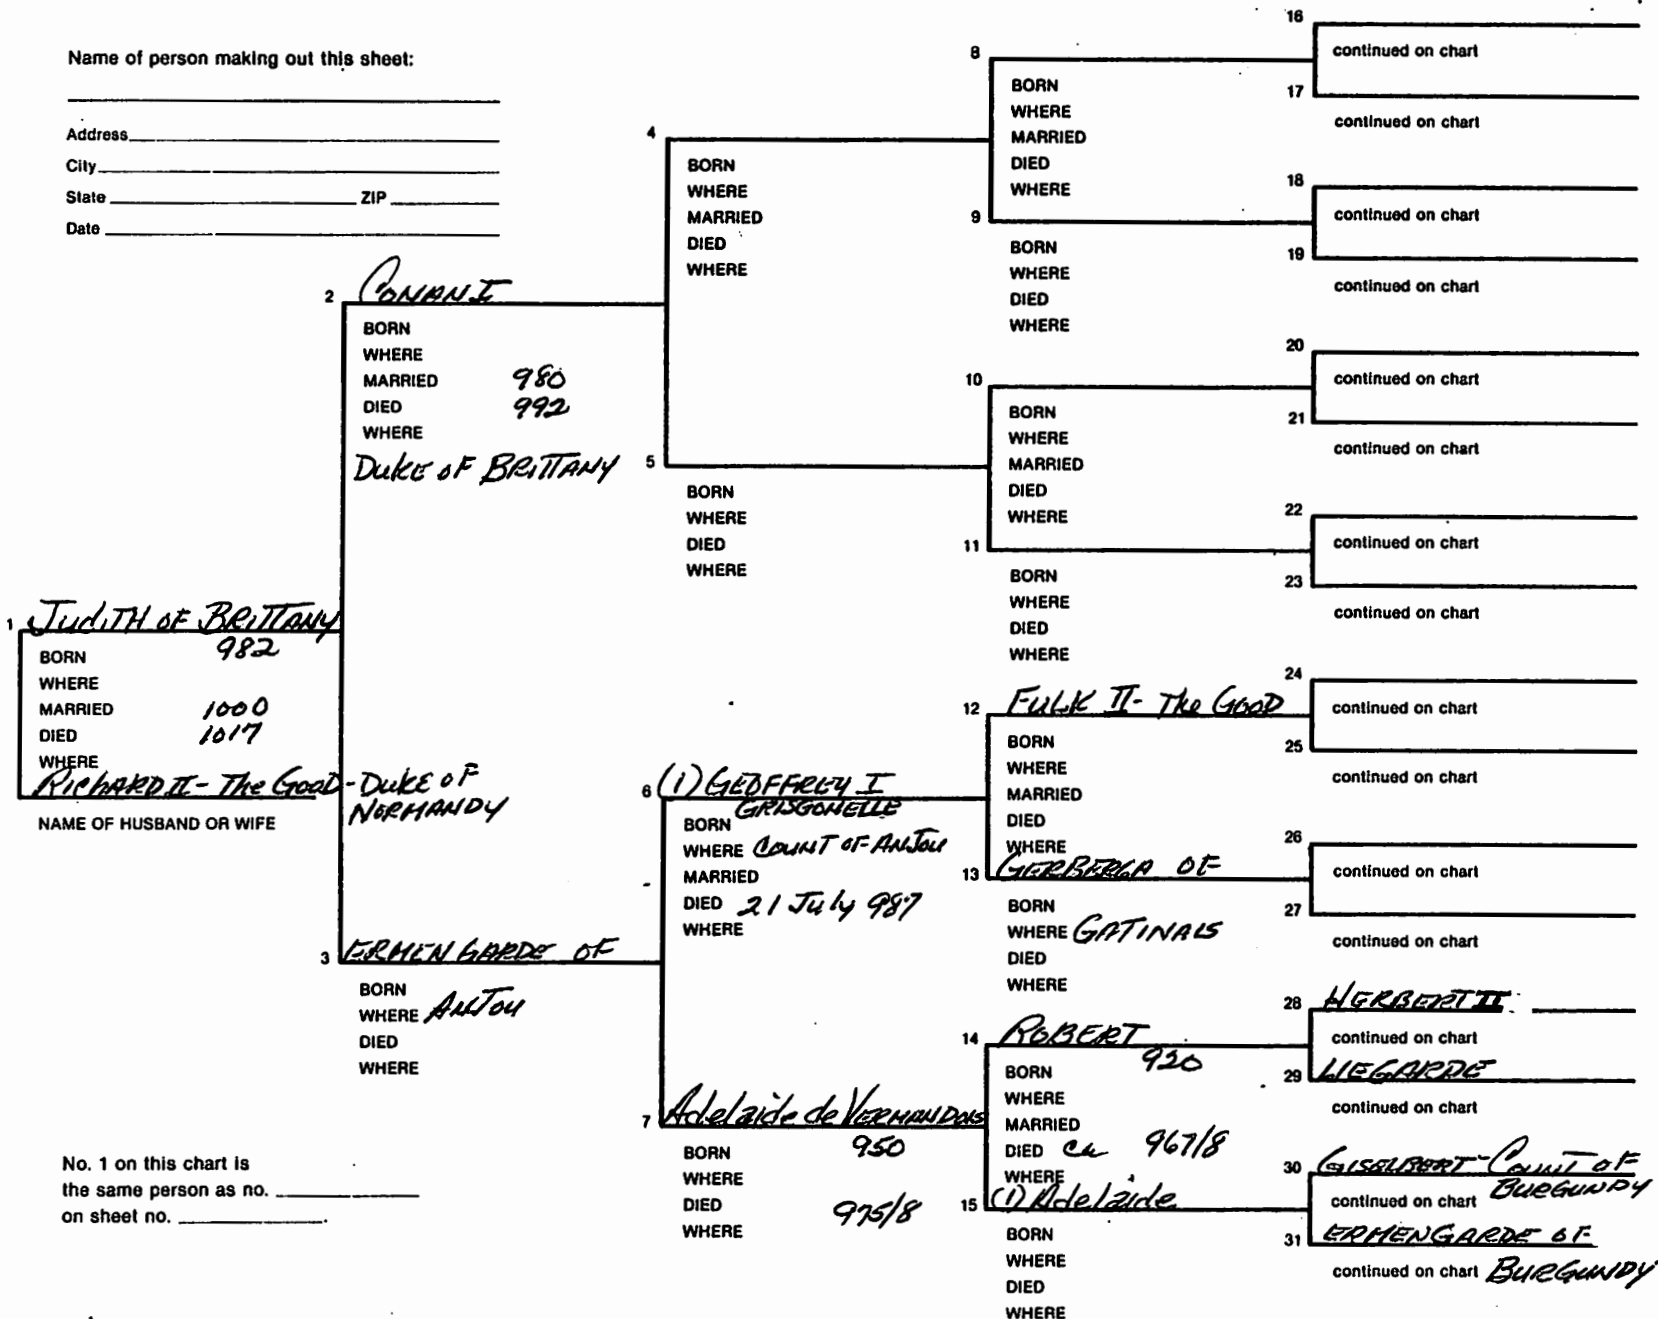 Name of person making out this sheet:
Address
City
State ZIP
Date
1 Judith of Brittany
BORN 982
WHERE
MARRIED 1000
DIED 1017
WHERE
Richard II - The Good - Duke of
Normandy
NAME OF HUSBAND OR WIFE
2 Conan I
BORN
WHERE
MARRIED 980
DIED 992
WHERE
Duke of Brittany
3 Ermengarde of
BORN
WHERE Anjou
DIED
WHERE
4
BORN
WHERE
MARRIED
DIED
WHERE
5
BORN
WHERE
DIED
WHERE
6 (1) Geoffrey I
Grisgonelle
BORN
WHERE Count of Anjou
MARRIED
DIED 21 July 987
WHERE
7 Adelaide de Vermandois
BORN 950
WHERE
DIED 975/8
WHERE
8
BORN
WHERE
MARRIED
DIED
WHERE
9
BORN
WHERE
DIED
WHERE
10
BORN
WHERE
MARRIED
DIED
WHERE
11
BORN
WHERE
DIED
WHERE
12 Fulk II - The Good
BORN
WHERE
MARRIED
DIED
WHERE
13 Gerberga of
BORN
WHERE Gatinais
DIED
WHERE
14 Robert
BORN 920
WHERE
MARRIED
DIED ca 967/8
WHERE
15 (1) Adelaide
BORN
WHERE
DIED
WHERE
16
continued on chart
17
continued on chart
18
continued on chart
19
continued on chart
20
continued on chart
21
continued on chart
22
continued on chart
23
continued on chart
24
continued on chart
25
continued on chart
26
continued on chart
27
continued on chart
28 Herbert II
continued on chart
29 Liegarde
continued on chart
30 Giselbert - Count of
continued on chart Burgundy
31 Ermengarde of
continued on chart Burgundy
No. 1 on this chart is
the same person as no.
on sheet no. .